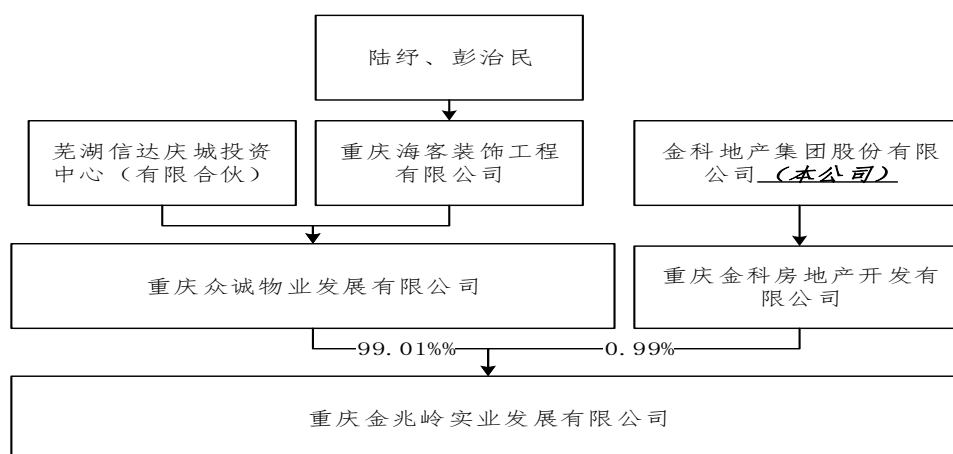 陆纾、彭治民
芜湖信达庆城投资
中心（有限合伙）
重庆海客装饰工程
有限公司
金科地产集团股份有限
公司（本公司）
重庆众诚物业发展有限公司
重庆金科房地产开发有
限公司
99.01%%
0.99%
重庆金兆岭实业发展有限公司